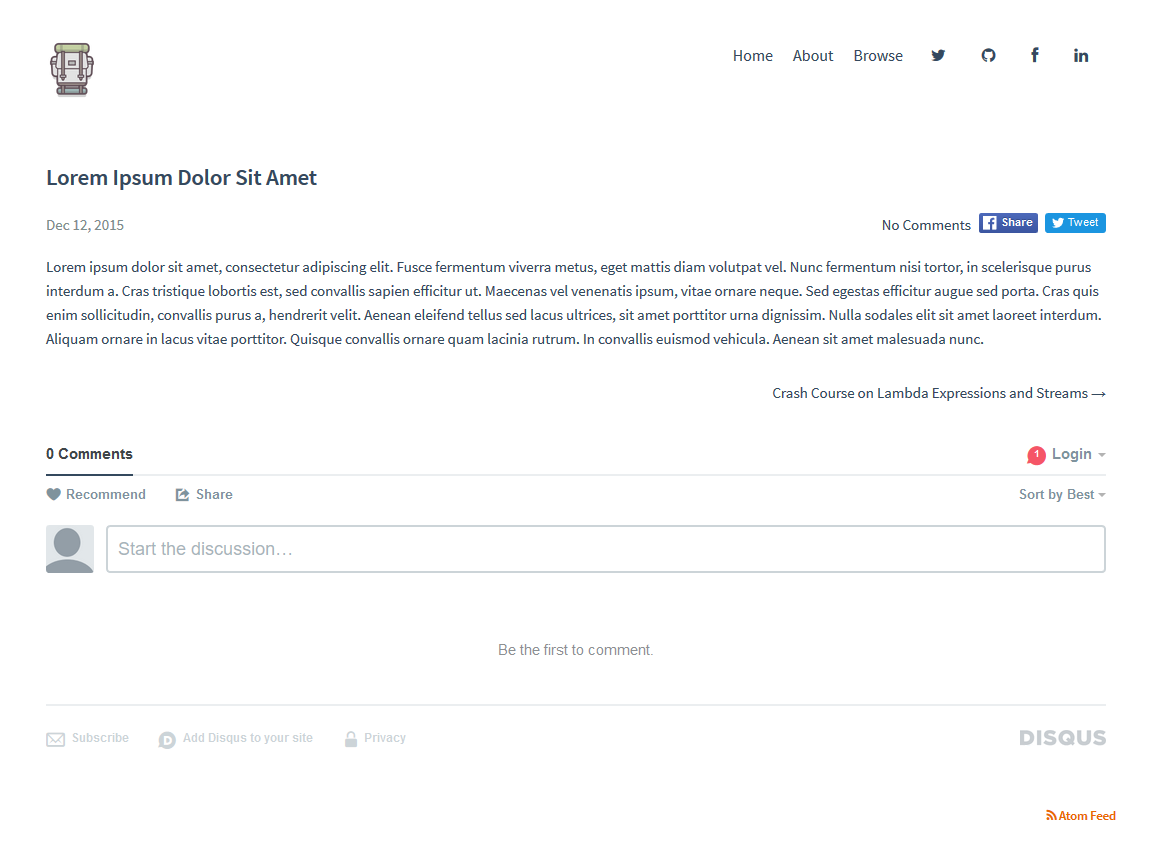 Home About Browse
Lorem Ipsum Dolor Sit Amet
Dec 12, 2015
No Comments Share Tweet
Lorem ipsum dolor sit amet, consectetur adipiscing elit. Fusce fermentum viverra metus, eget mattis diam volutpat vel. Nunc fermentum nisi tortor, in scelerisque purus
interdum a. Cras tristique lobortis est, sed convallis sapien efficitur ut. Maecenas vel venenatis ipsum, vitae ornare neque. Sed egestas efficitur augue sed porta. Cras quis
enim sollicitudin, convallis purus a, hendrerit velit. Aenean eleifend tellus sed lacus ultrices, sit amet porttitor urna dignissim. Nulla sodales elit sit amet laoreet interdum.
Aliquam ornare in lacus vitae porttitor. Quisque convallis ornare quam lacinia rutrum. In convallis euismod vehicula. Aenean sit amet malesuada nunc.
Crash Course on Lambda Expressions and Streams →
0 Comments
1 Login
Recommend Share
Sort by Best
Start the discussion…
Be the first to comment.
Subscribe Add Disqus to your site Privacy
DISQUS
Atom Feed